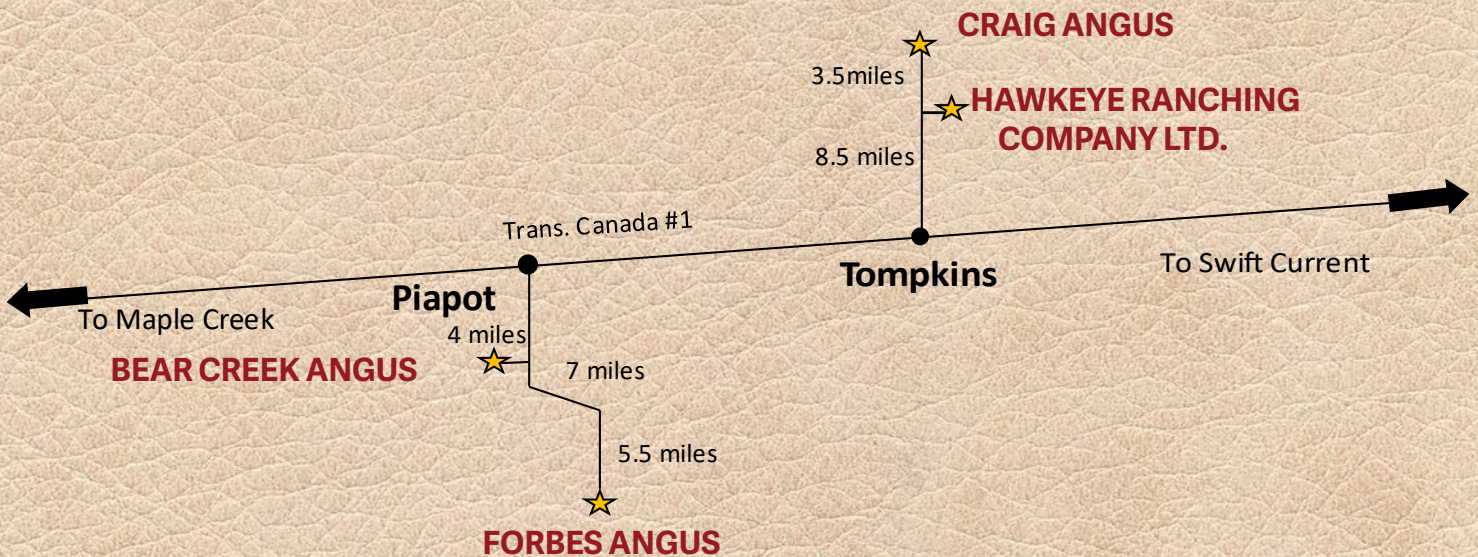 CRAIG ANGUS
3.5miles
HAWKEYE RANCHING
COMPANY LTD.
8.5 miles
Trans. Canada #1
Tompkins
To Swift Current
Piapot
To Maple Creek
4 miles
BEAR CREEK ANGUS
7 miles
5.5 miles
FORBES ANGUS